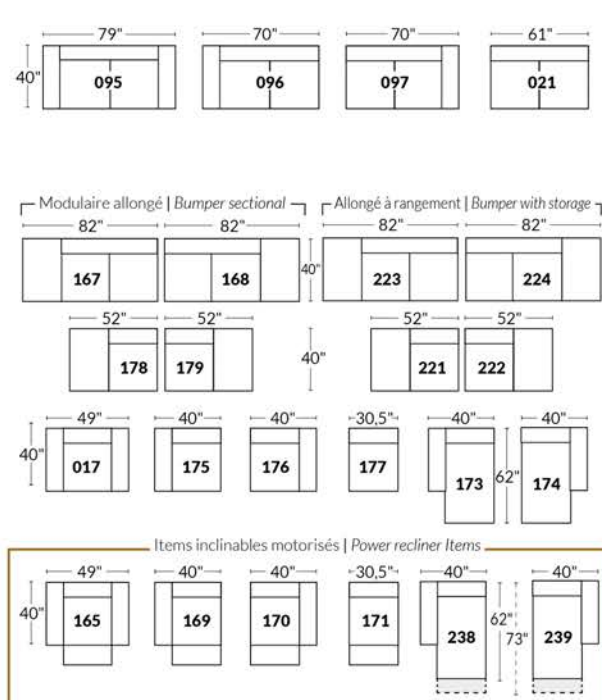 79" 70" 70" 61"
40" 095 096 097 021
Modulaire allongé | Bumper sectional Allongé à rangement | Bumper with storage
82" 82" 82" 82"
167 168 40" 223 224
52" 52" 52" 52"
178 179 40" 221 222
49" 40" 40" 30,5" 40" 40"
40" 017 175 176 177 173 62" 174
Items inclinables motorisés | Power recliner Items
49" 40" 40" 30,5" 40" 40"
40" 165 169 170 171 238 62" 73" 239